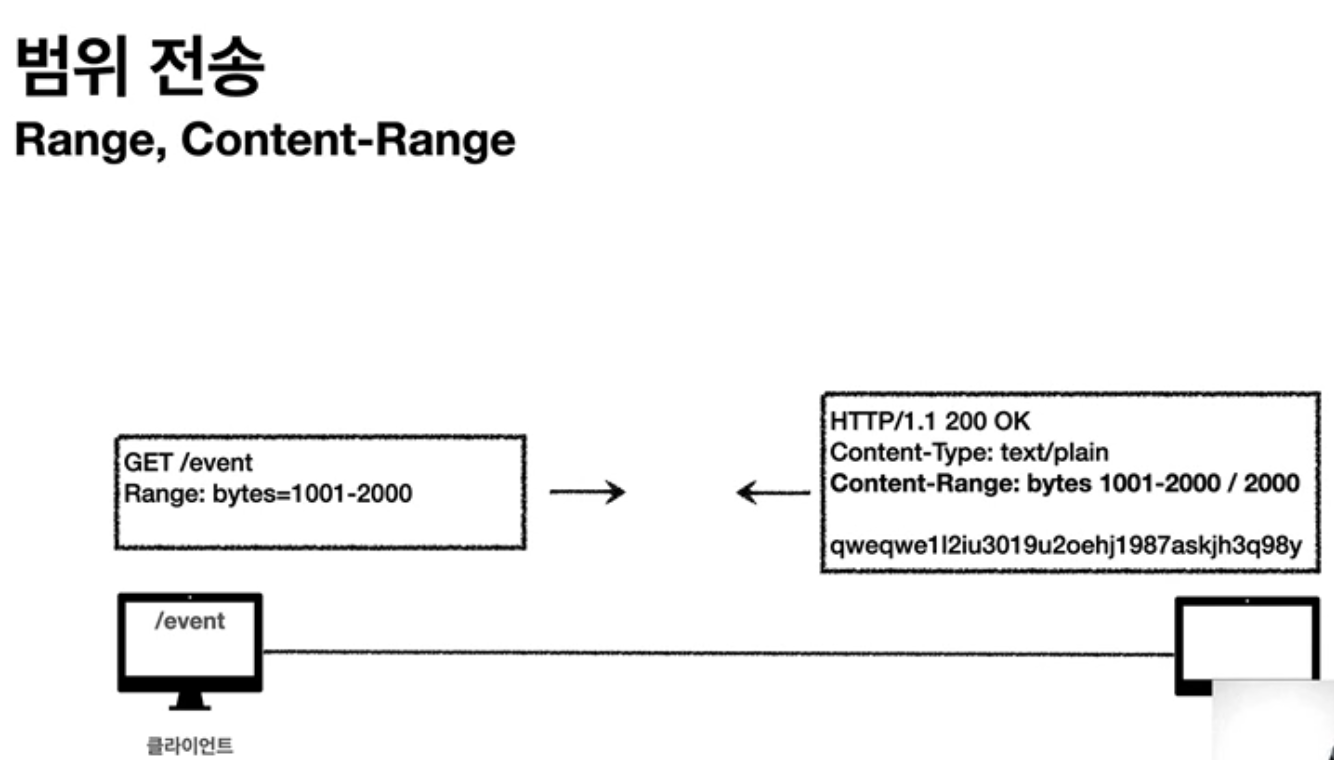 범위 전송
Range, Content-Range
GET /event
Range: bytes=1001-2000
HTTP/1.1 200 OK
Content-Type: text/plain
Content-Range: bytes 1001-2000 / 2000
qweqwe1l2iu3019u2oehj1987askjh3q98y
/event
클라이언트